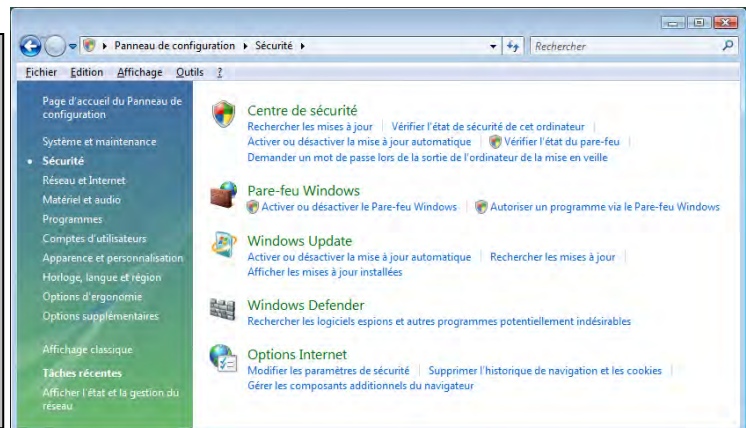 Panneau de configuration ▸ Sécurité ▸
Rechercher
Fichier Edition Affichage Outils ?
Page d'accueil du Panneau de
configuration
Système et maintenance
• Sécurité
Réseau et Internet
Matériel et audio
Programmes
Comptes d'utilisateurs
Apparence et personnalisation
Horloge, langue et région
Options d'ergonomie
Options supplémentaires
Affichage classique
Tâches récentes
Afficher l'état et la gestion du
réseau
Centre de sécurité
Rechercher les mises à jour | Vérifier l'état de sécurité de cet ordinateur |
Activer ou désactiver la mise à jour automatique | Vérifier l'état du pare-feu |
Demander un mot de passe lors de la sortie de l'ordinateur de la mise en veille
Pare-feu Windows
Activer ou désactiver le Pare-feu Windows | Autoriser un programme via le Pare-feu Windows
Windows Update
Activer ou désactiver la mise à jour automatique | Rechercher les mises à jour |
Afficher les mises à jour installées
Windows Defender
Rechercher les logiciels espions et autres programmes potentiellement indésirables
Options Internet
Modifier les paramètres de sécurité | Supprimer l'historique de navigation et les cookies |
Gérer les composants additionnels du navigateur